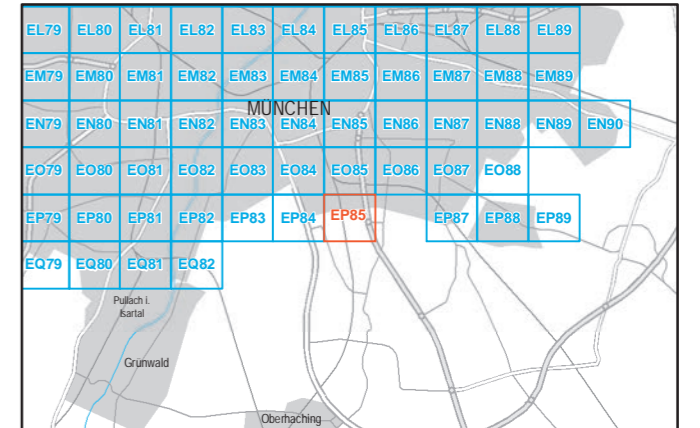 EL79 EL80 EL81 EL82 EL83 EL84 EL85 EL86 EL87 EL88 EL89
EM79 EM80 EM81 EM82 EM83 EM84 EM85 EM86 EM87 EM88 EM89
MÜNCHEN
EN79 EN80 EN81 EN82 EN83 EN84 EN85 EN86 EN87 EN88 EN89 EN90
EO79 EO80 EO81 EO82 EO83 EO84 EO85 EO86 EO87 EO88
EP79 EP80 EP81 EP82 EP83 EP84 EP85 EP87 EP88 EP89
EQ79 EQ80 EQ81 EQ82
Pullach i.
Isartal
Grünwald
Oberhaching